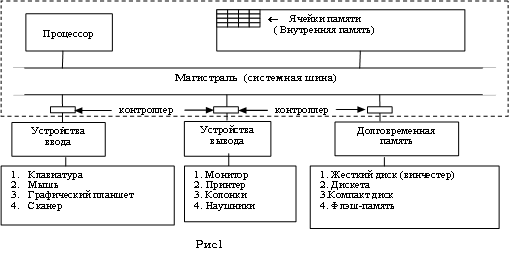 Процессор
← Ячейки памяти
( Внутренняя память)
Магистраль (системная шина)
контроллер контроллер
Устройства
ввода
Устройства
вывода
Долговременная
память
1. Клавиатура
2. Мышь
3. Графический планшет
4. Сканер
1. Монитор
2. Принтер
3. Колонки
4. Наушники
1. Жесткий диск (винчестер)
2. Дискета
3.Компакт диск
4. Флэш-память
Рис1